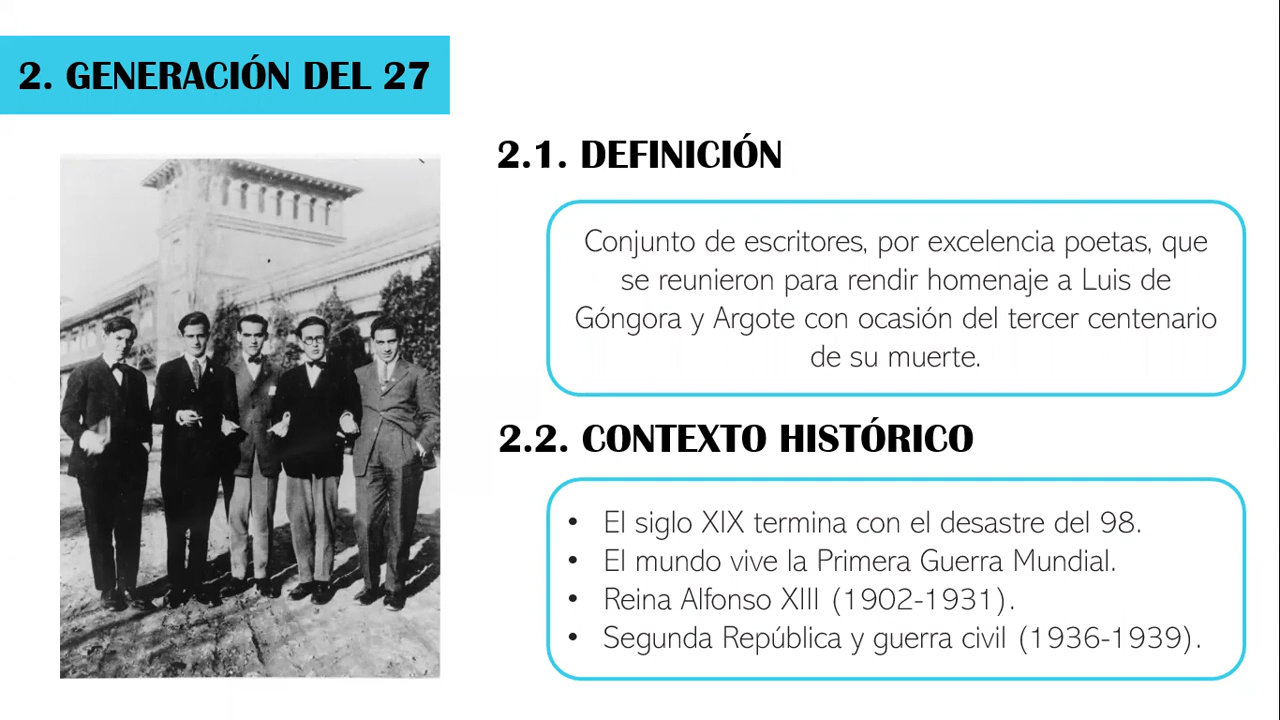 2. GENERACIÓN DEL 27
2.1. DEFINICIÓN
Conjunto de escritores, por excelencia poetas, que
se reunieron para rendir homenaje a Luis de
Góngora y Argote con ocasión del tercer centenario
de su muerte.
2.2. CONTEXTO HISTÓRICO
• El siglo XIX termina con el desastre del 98.
• El mundo vive la Primera Guerra Mundial.
• Reina Alfonso XIII (1902-1931).
• Segunda República y guerra civil (1936-1939).